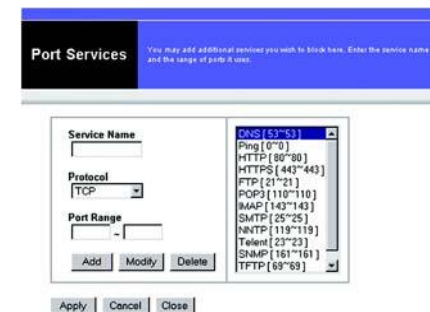 Port Services
You may add additional services you wish to block here. Enter the service name
and the range of ports it uses.
Service Name
Protocol
TCP
Port Range
~
Add Modify Delete
DNS [ 53~53 ]
Ping [ 0~0 ]
HTTP [ 80~80 ]
HTTPS [ 443~443 ]
FTP [ 21~21 ]
POP3 [ 110~110 ]
IMAP [ 143~143 ]
SMTP [ 25~25 ]
NNTP [ 119~119 ]
Telent [ 23~23 ]
SNMP [ 161~161 ]
TFTP [ 69~69 ]
Apply Cancel Close